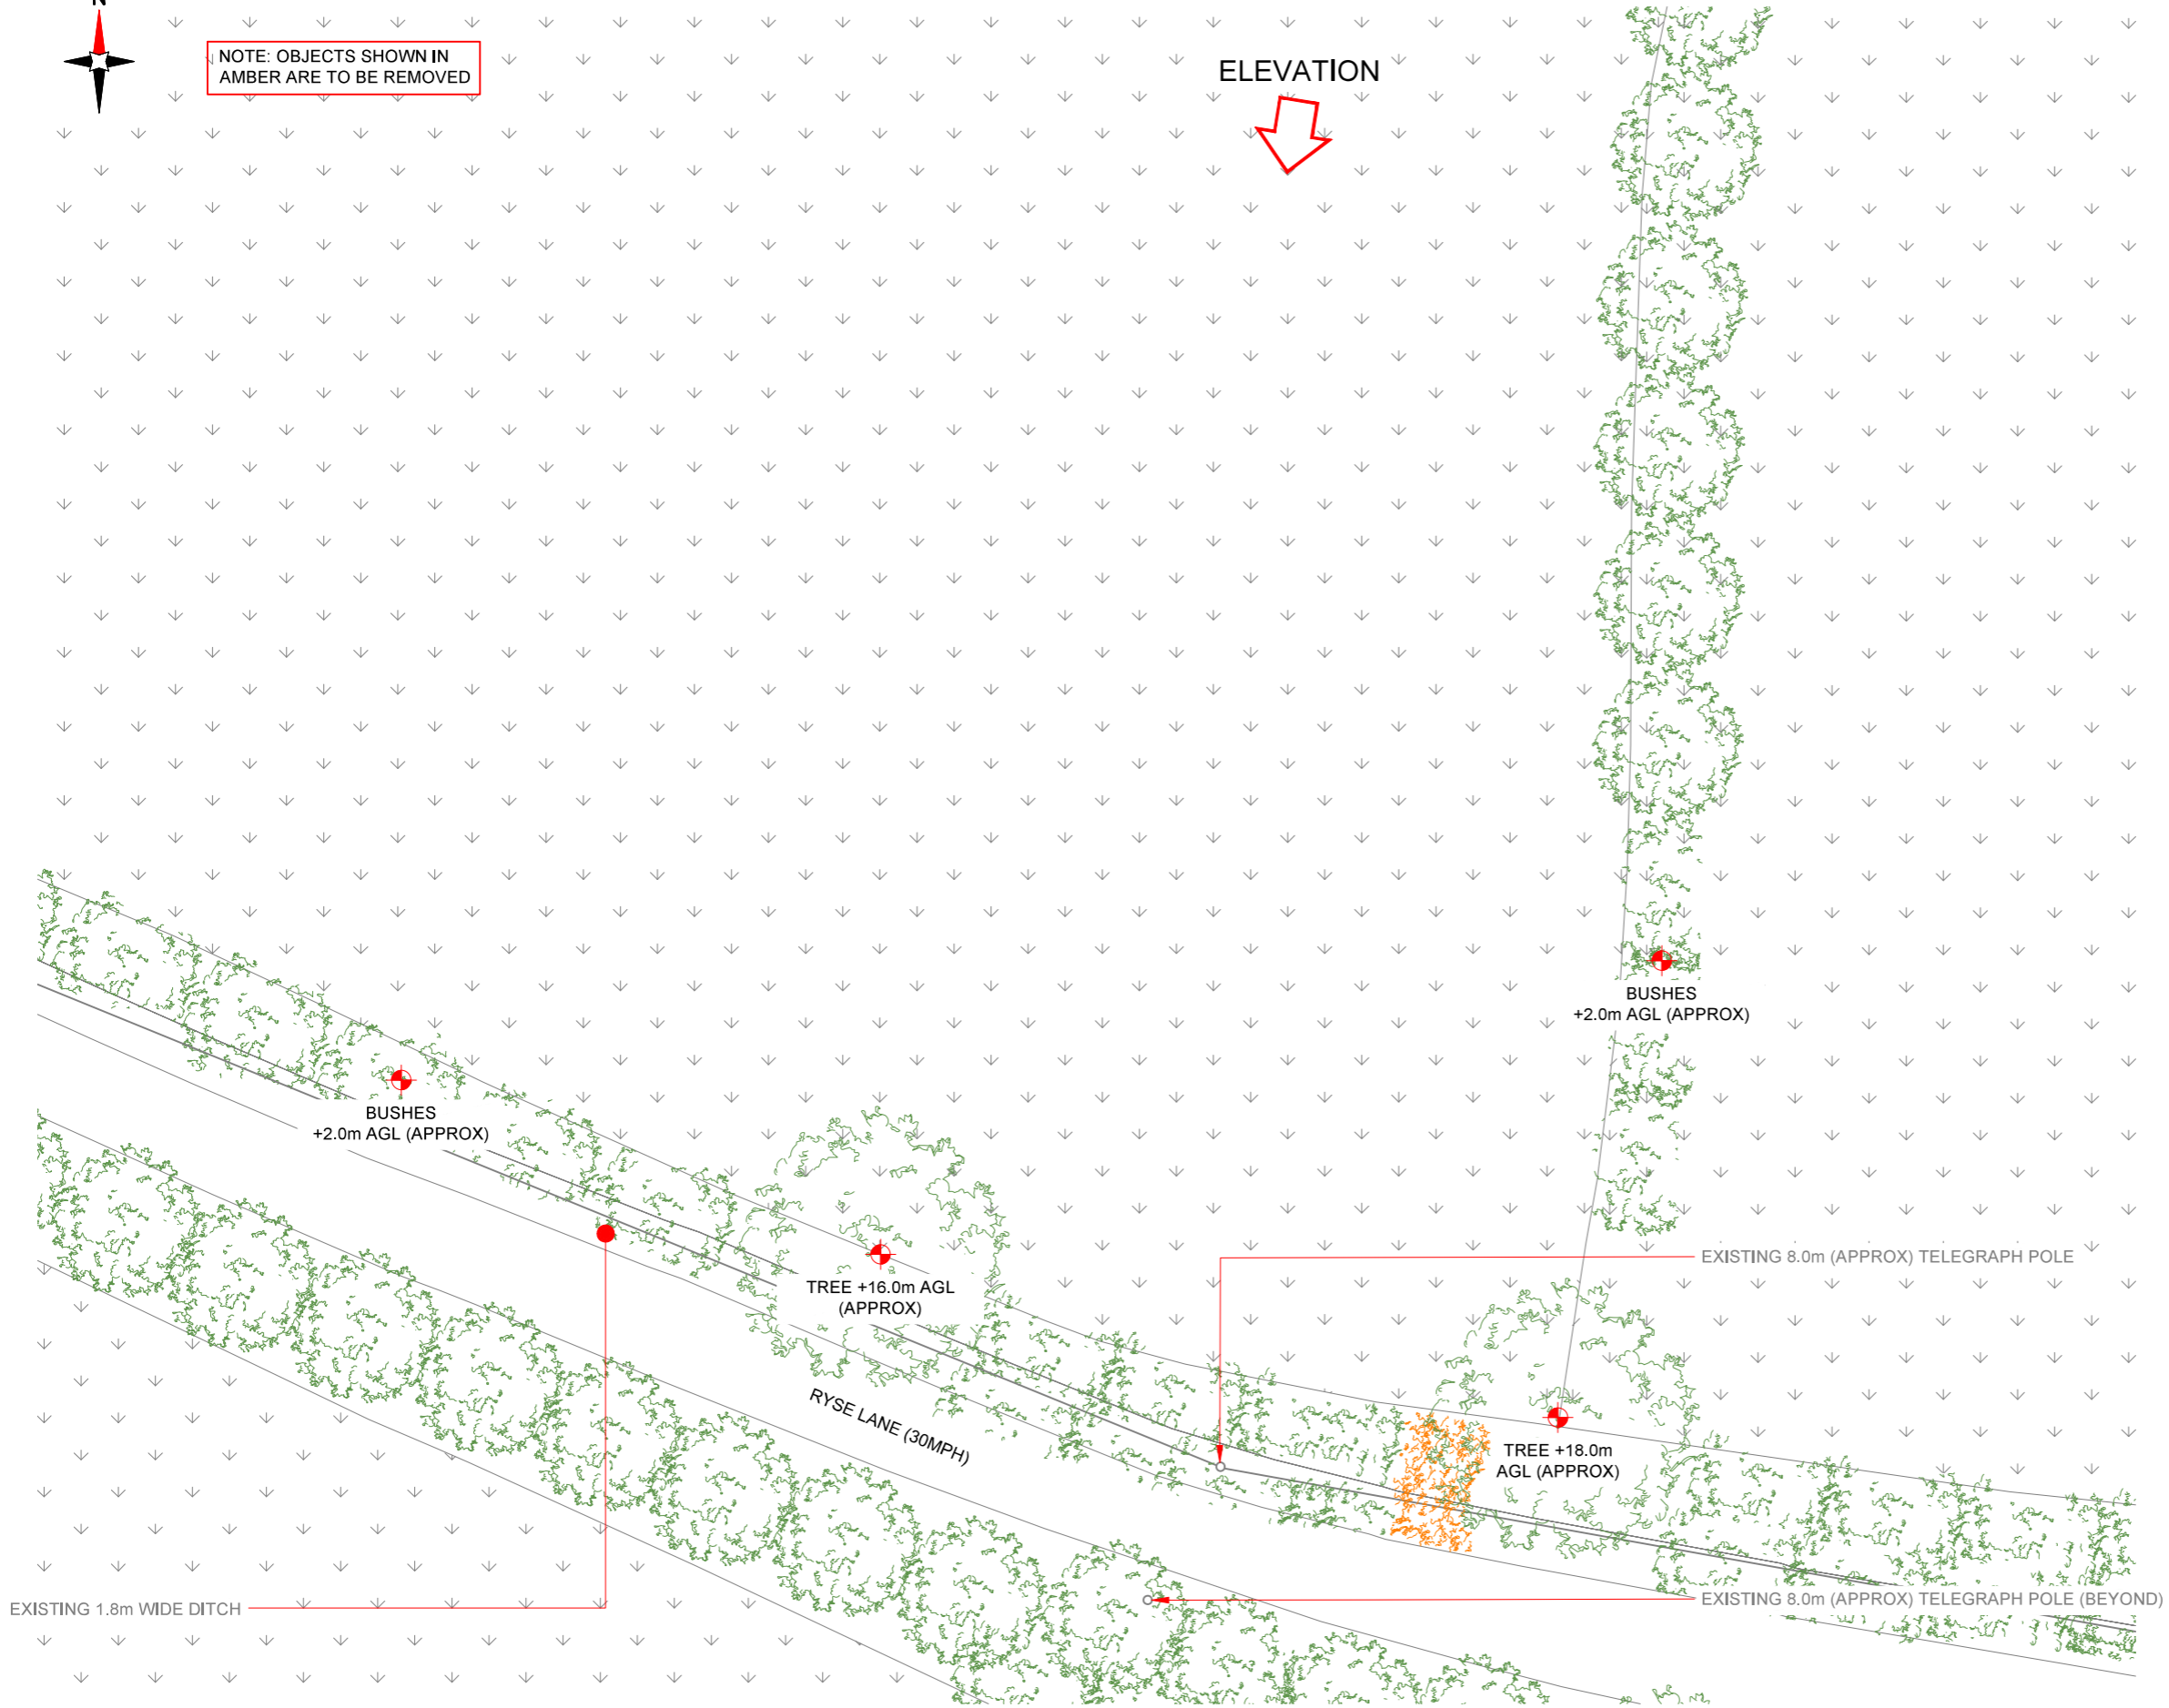 N
NOTE: OBJECTS SHOWN IN
AMBER ARE TO BE REMOVED
ELEVATION
BUSHES
+2.0m AGL (APPROX)
BUSHES
+2.0m AGL (APPROX)
TREE +16.0m AGL
(APPROX)
EXISTING 8.0m (APPROX) TELEGRAPH POLE
RYSE LANE (30MPH)
TREE +18.0m
AGL (APPROX)
EXISTING 1.8m WIDE DITCH
EXISTING 8.0m (APPROX) TELEGRAPH POLE (BEYOND)